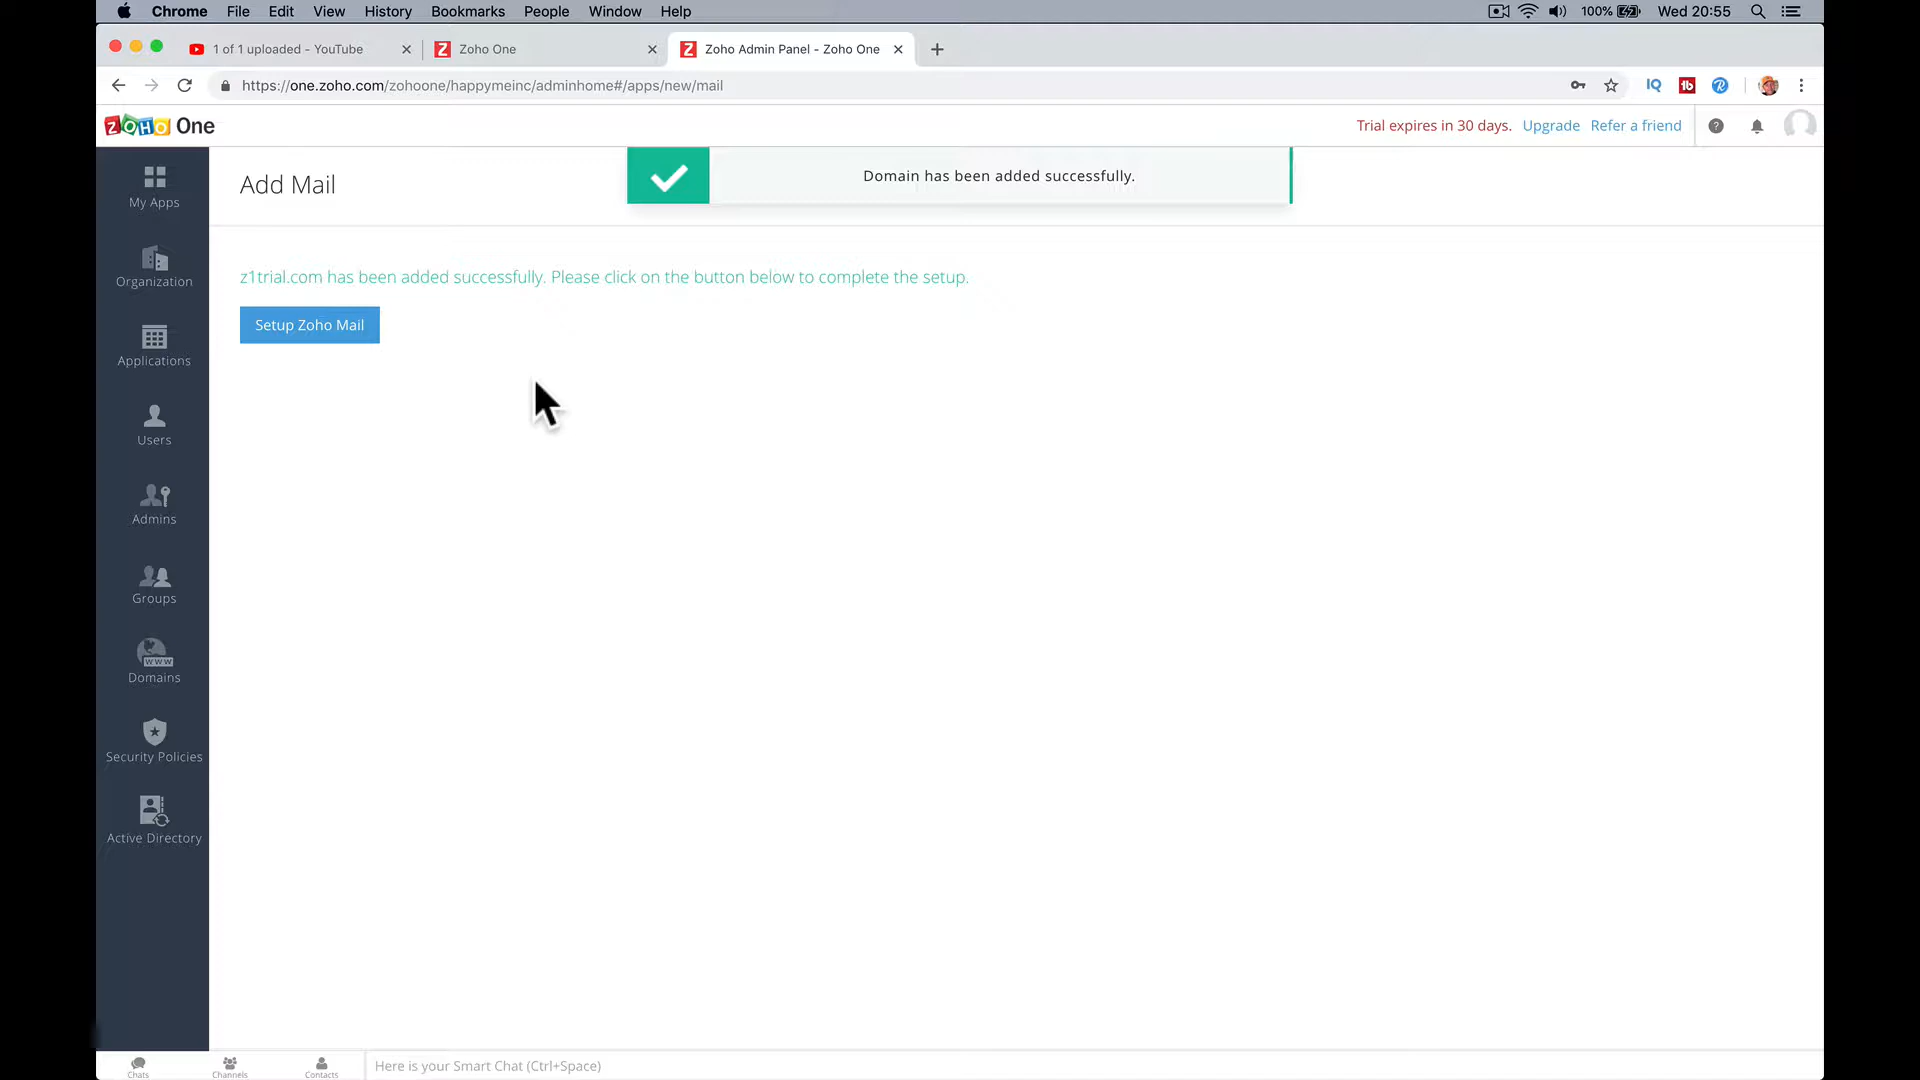 Chrome File Edit View History Bookmarks People Window Help 100% Wed 20:55
1 of 1 uploaded - YouTube Zoho One Zoho Admin Panel - Zoho One
https://one.zoho.com/zohoone/happymeinc/adminhome#/apps/new/mail
ZOHO One Trial expires in 30 days. Upgrade Refer a friend
Domain has been added successfully.
Add Mail
z1trial.com has been added successfully. Please click on the button below to complete the setup.
Setup Zoho Mail
My Apps
Organization
Applications
Users
Admins
Groups
WWW
Domains
Security Policies
Active Directory
Chats Channels Contacts Here is your Smart Chat (Ctrl+Space)